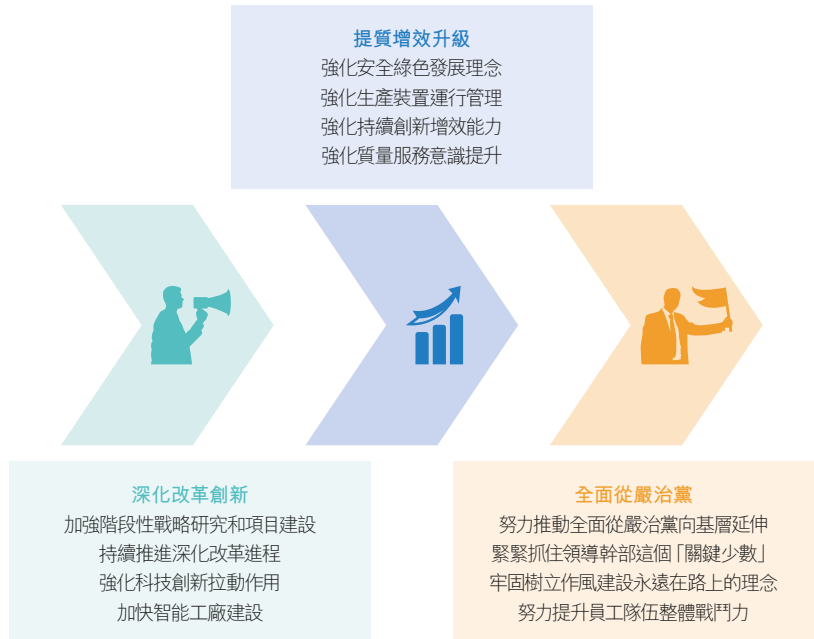 提質增效升級
強化安全綠色發展理念
強化生產裝置運行管理
強化持續創新增效能力
強化質量服務意識提升
深化改革創新
加強階段性戰略研究和項目建設
持續推進深化改革進程
強化科技創新拉動作用
加快智能工廠建設
全面從嚴治黨
努力推動全面從嚴治黨向基層延伸
緊緊抓住領導幹部這個「關鍵少數」
牢固樹立作風建設永遠在路上的理念
努力提升員工隊伍整體戰鬥力